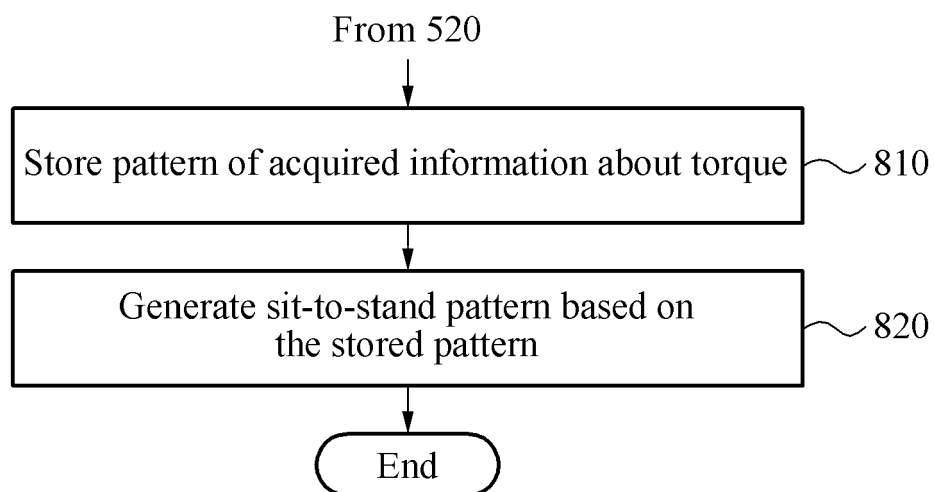 From 520
Store pattern of acquired information about torque
810
Generate sit-to-stand pattern based on
the stored pattern
820
End